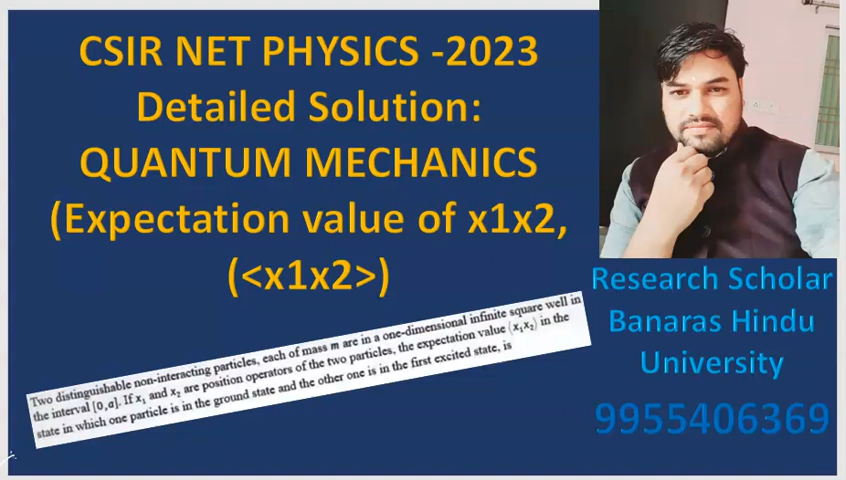 CSIR NET PHYSICS -2023
Detailed Solution:
QUANTUM MECHANICS
(Expectation value of x1x2,
(<x1x2>)
Two distinguishable non-interacting particles, each of mass m are in a one-dimensional infinite square well in
the interval [0,a]. If x₁ and x₂ are position operators of the two particles, the expectation value ⟨x₁x₂⟩ in the
state in which one particle is in the ground state and the other one is in the first excited state, is
Research Scholar
Banaras Hindu
University
9955406369